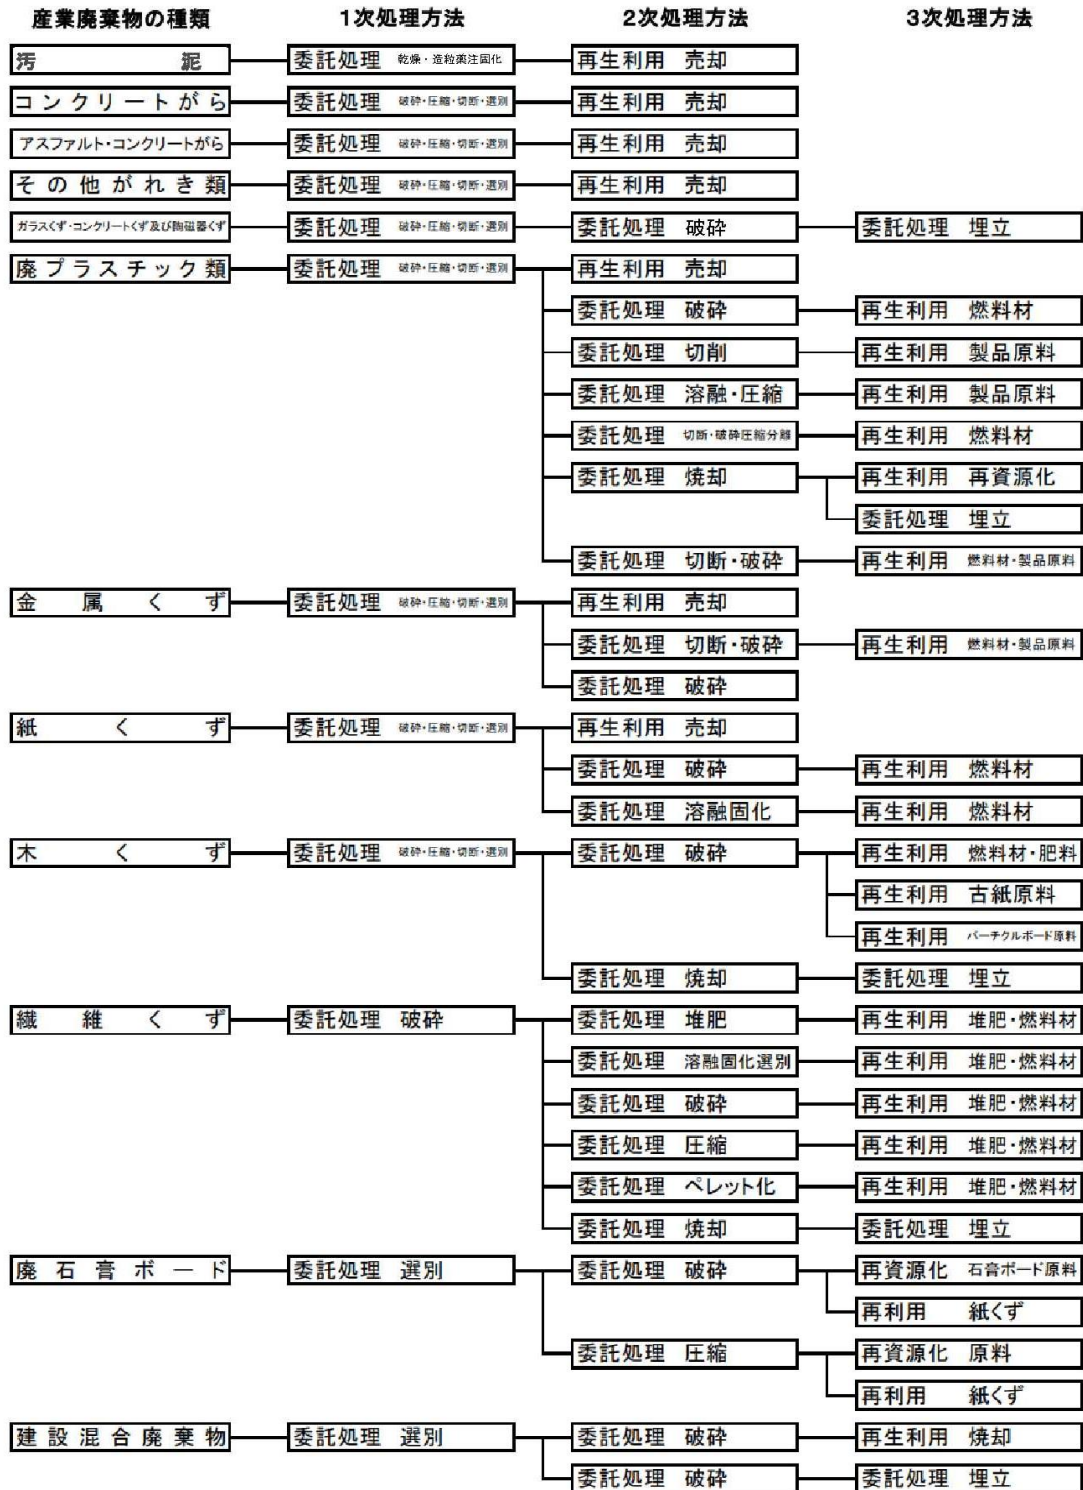 産業廃棄物の種類 1次処理方法 2次処理方法 3次処理方法
汚泥 委託処理 乾燥・造粒薬注固化 再生利用 売却
コンクリートがら 委託処理 破砕・圧縮・切断・選別 再生利用 売却
アスファルト・コンクリートがら 委託処理 破砕・圧縮・切断・選別 再生利用 売却
その他がれき類 委託処理 破砕・圧縮・切断・選別 再生利用 売却
ガラスくず・コンクリートくず及び陶磁器くず 委託処理 破砕・圧縮・切断・選別 委託処理 破砕 委託処理 埋立
廃プラスチック類 委託処理 破砕・圧縮・切断・選別 再生利用 売却
委託処理 破砕 再生利用 燃料材
委託処理 切削 再生利用 製品原料
委託処理 溶融・圧縮 再生利用 製品原料
委託処理 切断・破砕圧縮分離 再生利用 燃料材
委託処理 焼却 再生利用 再資源化
委託処理 埋立
委託処理 切断・破砕 再生利用 燃料材・製品原料
金属くず 委託処理 破砕・圧縮・切断・選別 再生利用 売却
委託処理 切断・破砕 再生利用 燃料材・製品原料
委託処理 破砕
紙くず 委託処理 破砕・圧縮・切断・選別 再生利用 売却
委託処理 破砕 再生利用 燃料材
委託処理 溶融固化 再生利用 燃料材
木くず 委託処理 破砕・圧縮・切断・選別 委託処理 破砕 再生利用 燃料材・肥料
再生利用 古紙原料
再生利用 パーチクルボード原料
委託処理 焼却 委託処理 埋立
繊維くず 委託処理 破砕 委託処理 堆肥 再生利用 堆肥・燃料材
委託処理 溶融固化選別 再生利用 堆肥・燃料材
委託処理 破砕 再生利用 堆肥・燃料材
委託処理 圧縮 再生利用 堆肥・燃料材
委託処理 ペレット化 再生利用 堆肥・燃料材
委託処理 焼却 委託処理 埋立
廃石膏ボード 委託処理 選別 委託処理 破砕 再資源化 石膏ボード原料
再利用 紙くず
委託処理 圧縮 再資源化 原料
再利用 紙くず
建設混合廃棄物 委託処理 選別 委託処理 破砕 再生利用 焼却
委託処理 破砕 委託処理 埋立